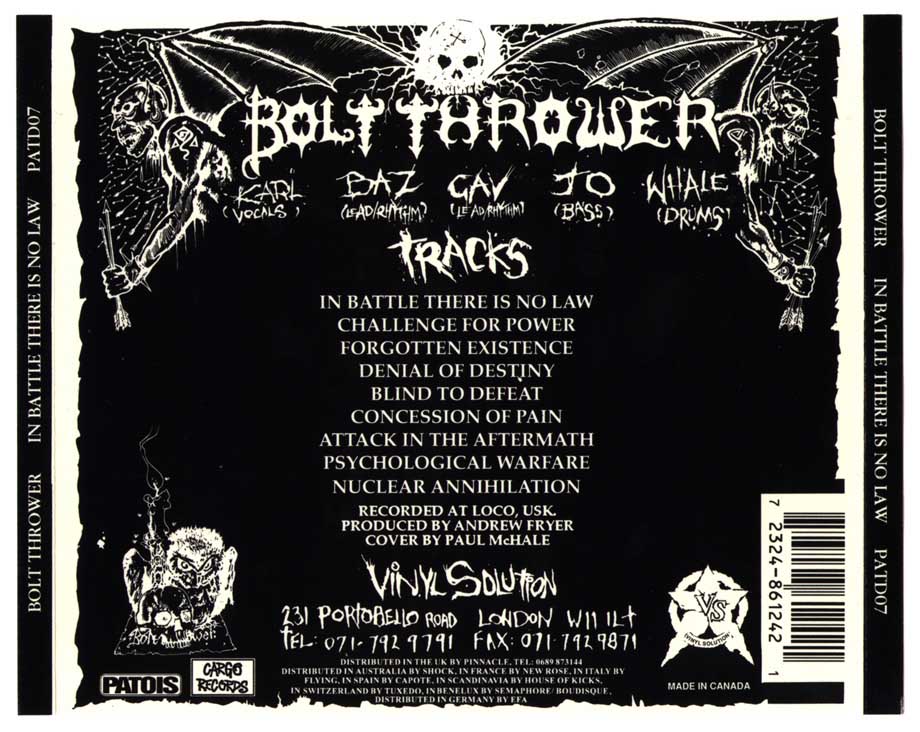 BOLT THROWER IN BATTLE THERE IS NO LAW PATD07
BOLT THROWER
KARL BAZ GAV JO WHALE
(VOCALS) (LEAD/RHYTHM) (LEAD/RHYTHM) (BASS) (DRUMS)
TRACKS
IN BATTLE THERE IS NO LAW
CHALLENGE FOR POWER
FORGOTTEN EXISTENCE
DENIAL OF DESTINY
BLIND TO DEFEAT
CONCESSION OF PAIN
ATTACK IN THE AFTERMATH
PSYCHOLOGICAL WARFARE
NUCLEAR ANNIHILATION
RECORDED AT LOCO, USK.
PRODUCED BY ANDREW FRYER
COVER BY PAUL McHALE
VINYL SOLUTION
231 PORTOBELLO ROAD LONDON W11 1LT
TEL: 071-792 9791 FAX: 071-792 9871
DISTRIBUTED IN THE UK BY PINNACLE, TEL: 0689 873144
DISTRIBUTED IN AUSTRALIA BY SHOCK, IN FRANCE BY NEW ROSE, IN ITALY BY
FLYING, IN SPAIN BY CAPOTE, IN SCANDINAVIA BY HOUSE OF KICKS,
IN SWITZERLAND BY TUXEDO, IN BENELUX BY SEMAPHORE/ BOUDISQUE,
DISTRIBUTED IN GERMANY BY EFA
PATOIS
CARGO
RECORDS
VS
VINYL SOLUTION
MADE IN CANADA
7 2324-861242 1
BOLT THROWER IN BATTLE THERE IS NO LAW PATD07